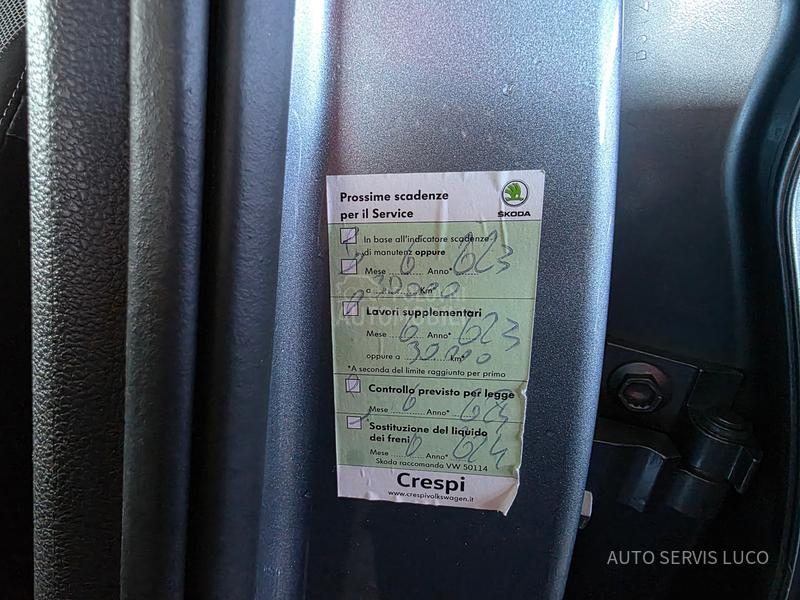 Prossime scadenze
per il Service
ŠKODA
In base all'indicatore scadenze
di manutenz oppure
Mese 6 Anno* 023
a 30000 Km*
Lavori supplementari
Mese 6 Anno* 023
oppure a 30000 km*
*A seconda del limite raggiunto per primo
Controllo previsto per legge
Mese 6 Anno* 024
Sostituzione del liquido
dei freni
Mese 6 Anno* 024
Skoda raccomanda VW 50114
Crespi
www.crespivolkswagen.it
AUTO SERVIS LUCO